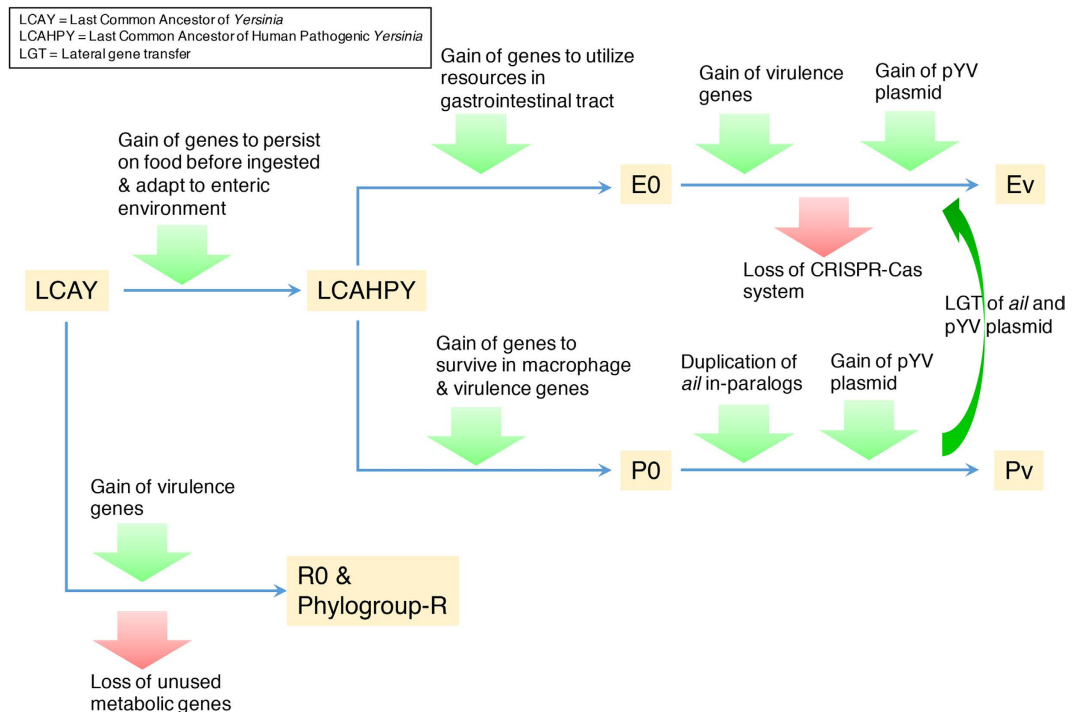 LCAY = Last Common Ancestor of Yersinia
LCAHPY = Last Common Ancestor of Human Pathogenic Yersinia
LGT = Lateral gene transfer
Gain of genes to utilize
resources in
gastrointestinal tract
Gain of virulence
genes
Gain of pYV
plasmid
Gain of genes to persist
on food before ingested
& adapt to enteric
environment
E0
Ev
Loss of CRISPR-Cas
system
LCAY
LCAHPY
LGT of ail and
pYV plasmid
Gain of genes to
survive in macrophage
& virulence genes
Duplication of
ail in-paralogs
Gain of pYV
plasmid
P0
Pv
Gain of virulence
genes
R0 &
Phylogroup-R
Loss of unused
metabolic genes